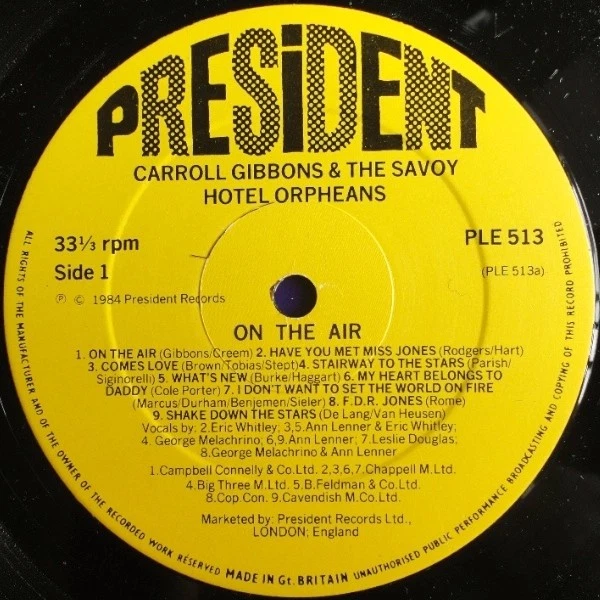 PRESiDENT
CARROLL GIBBONS & THE SAVOY
HOTEL ORPHEANS
33⅓ rpm
PLE 513
Side 1
(PLE 513a)
℗ © 1984 President Records
ON THE AIR
1. ON THE AIR (Gibbons/Creem) 2. HAVE YOU MET MISS JONES (Rodgers/Hart)
3. COMES LOVE (Brown/Tobias/Stept) 4. STAIRWAY TO THE STARS (Parish/
Signorelli) 5. WHAT'S NEW (Burke/Haggart) 6. MY HEART BELONGS TO
DADDY (Cole Porter) 7. I DON'T WANT TO SET THE WORLD ON FIRE
(Marcus/Durham/Benjemen/Sieler) 8. F.D.R. JONES (Rome)
9. SHAKE DOWN THE STARS (De Lang/Van Heusen)
Vocals by: 2. Eric Whitley; 3,5. Ann Lenner & Eric Whitley;
4. George Melachrino; 6,9. Ann Lenner; 7. Leslie Douglas;
8. George Melachrino & Ann Lenner
1. Campbell Connelly & Co. Ltd. 2,3,6,7. Chappell M. Ltd.
4. Big Three M. Ltd. 5. B. Feldman & Co. Ltd.
8. Cop. Con. 9. Cavendish M. Co. Ltd.
Marketed by: President Records Ltd.,
LONDON, England
ALL RIGHTS OF THE MANUFACTURER AND OF THE OWNER OF THE RECORDED WORK RESERVED MADE IN Gt. BRITAIN UNAUTHORISED PUBLIC PERFORMANCE BROADCASTING AND COPYING OF THIS RECORD PROHIBITED